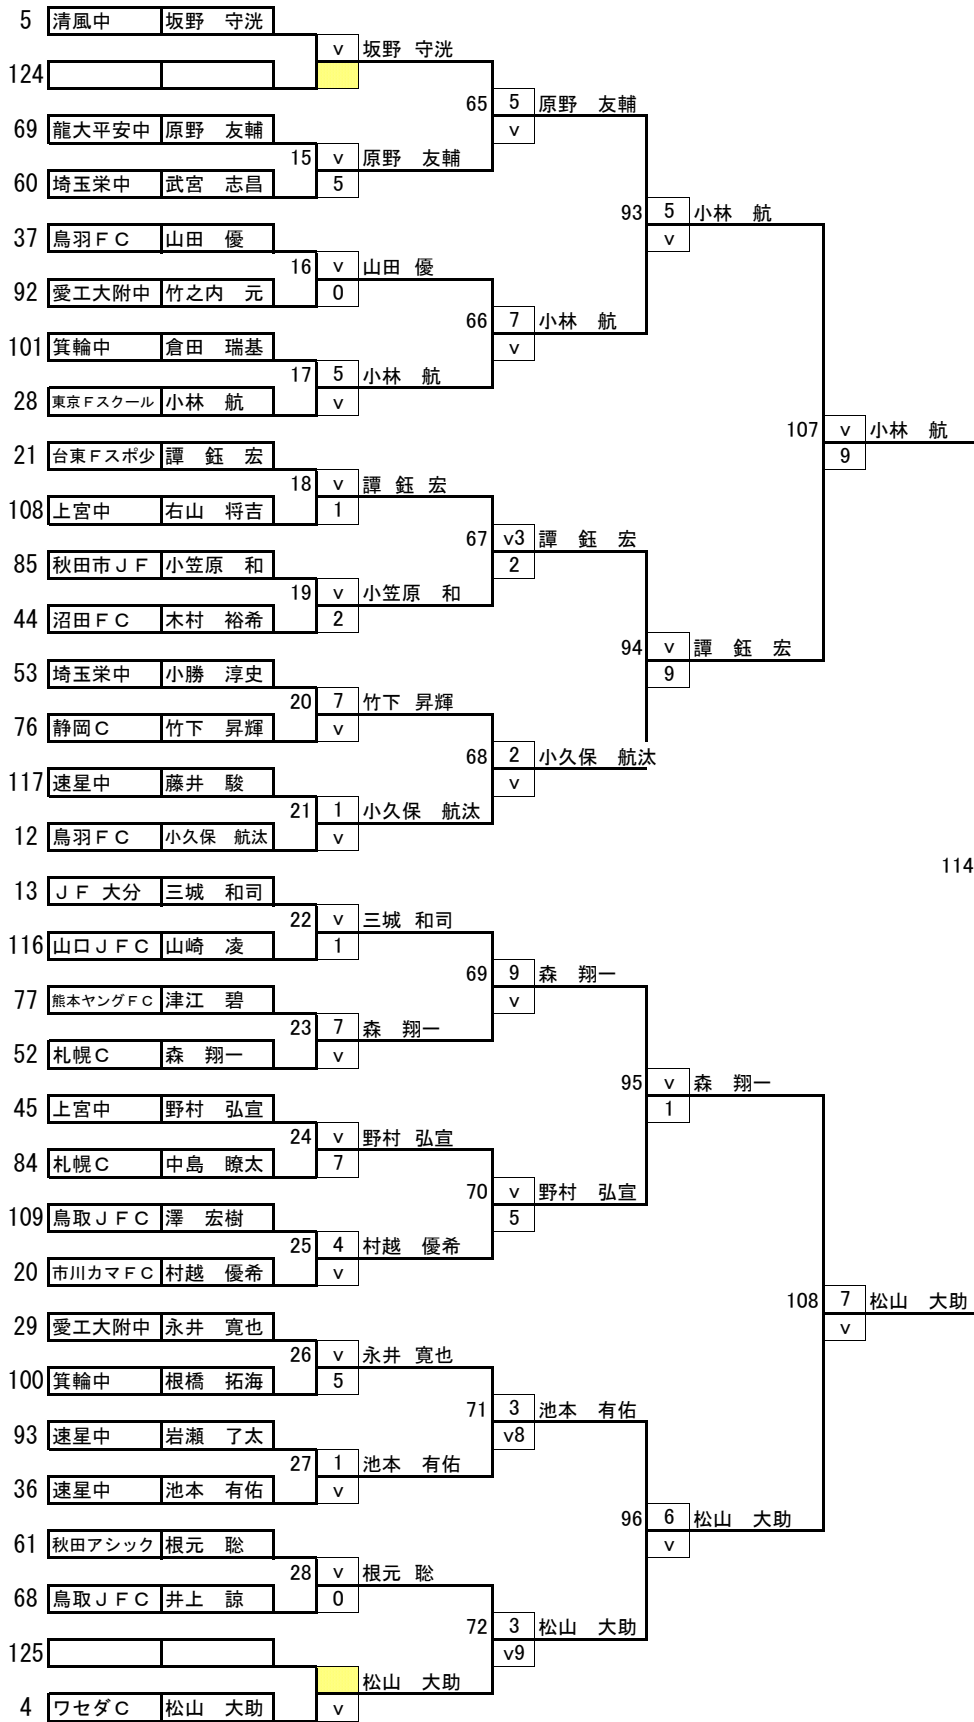 5 清風中 坂野 守洸
v 坂野 守洸
124
65 5 原野 友輔
69 龍大平安中 原野 友輔
v
15 v 原野 友輔
60 埼玉栄中 武宮 志昌
5
93 5 小林 航
37 鳥羽ＦＣ 山田 優
v
16 v 山田 優
92 愛工大附中 竹之内 元
0
66 7 小林 航
101 箕輪中 倉田 瑞基
v
17 5 小林 航
28 東京Ｆスクール 小林 航
v
107 v 小林 航
21 台東Ｆスポ少 譚 鈺 宏
9
18 v 譚 鈺 宏
108 上宮中 右山 将吉
1
67 v3 譚 鈺 宏
85 秋田市ＪＦ 小笠原 和
2
19 v 小笠原 和
44 沼田ＦＣ 木村 裕希
2
94 v 譚 鈺 宏
53 埼玉栄中 小勝 淳史
9
20 7 竹下 昇輝
76 静岡Ｃ 竹下 昇輝
v
68 2 小久保 航汰
117 速星中 藤井 駿
v
21 1 小久保 航汰
12 鳥羽ＦＣ 小久保 航汰
v
114
13 ＪＦ 大分 三城 和司
22 v 三城 和司
116 山口ＪＦＣ 山崎 凌
1
69 9 森 翔一
77 熊本ヤングＦＣ 津江 碧
v
23 7 森 翔一
52 札幌Ｃ 森 翔一
v
95 v 森 翔一
45 上宮中 野村 弘宣
1
24 v 野村 弘宣
84 札幌Ｃ 中島 瞭太
7
70 v 野村 弘宣
109 鳥取ＪＦＣ 澤 宏樹
5
25 4 村越 優希
20 市川カマＦＣ 村越 優希
v
108 7 松山 大助
29 愛工大附中 永井 寛也
v
26 v 永井 寛也
100 箕輪中 根橋 拓海
5
71 3 池本 有佑
93 速星中 岩瀬 了太
v8
27 1 池本 有佑
36 速星中 池本 有佑
v
96 6 松山 大助
61 秋田アシック 根元 聡
v
28 v 根元 聡
68 鳥取ＪＦＣ 井上 諒
0
72 3 松山 大助
125
v9
松山 大助
4 ワセダＣ 松山 大助
v